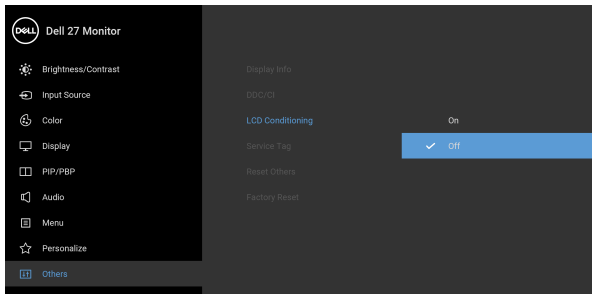 DELL Dell 27 Monitor
Brightness/Contrast
Display Info
Input Source
DDC/CI
Color
LCD Conditioning
On
Display
Service Tag
Off
PIP/PBP
Reset Others
Audio
Factory Reset
Menu
Personalize
Others